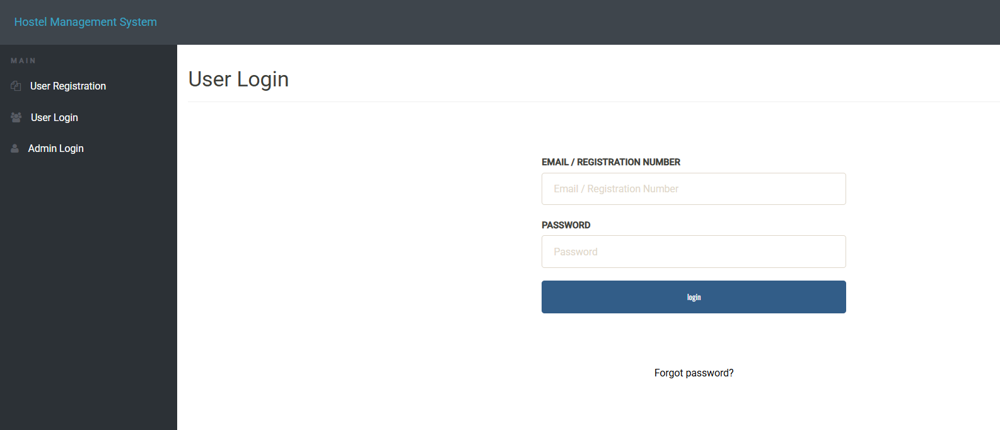 Hostel Management System
MAIN
User Registration
User Login
Admin Login
User Login
EMAIL / REGISTRATION NUMBER
Email / Registration Number
PASSWORD
Password
login
Forgot password?